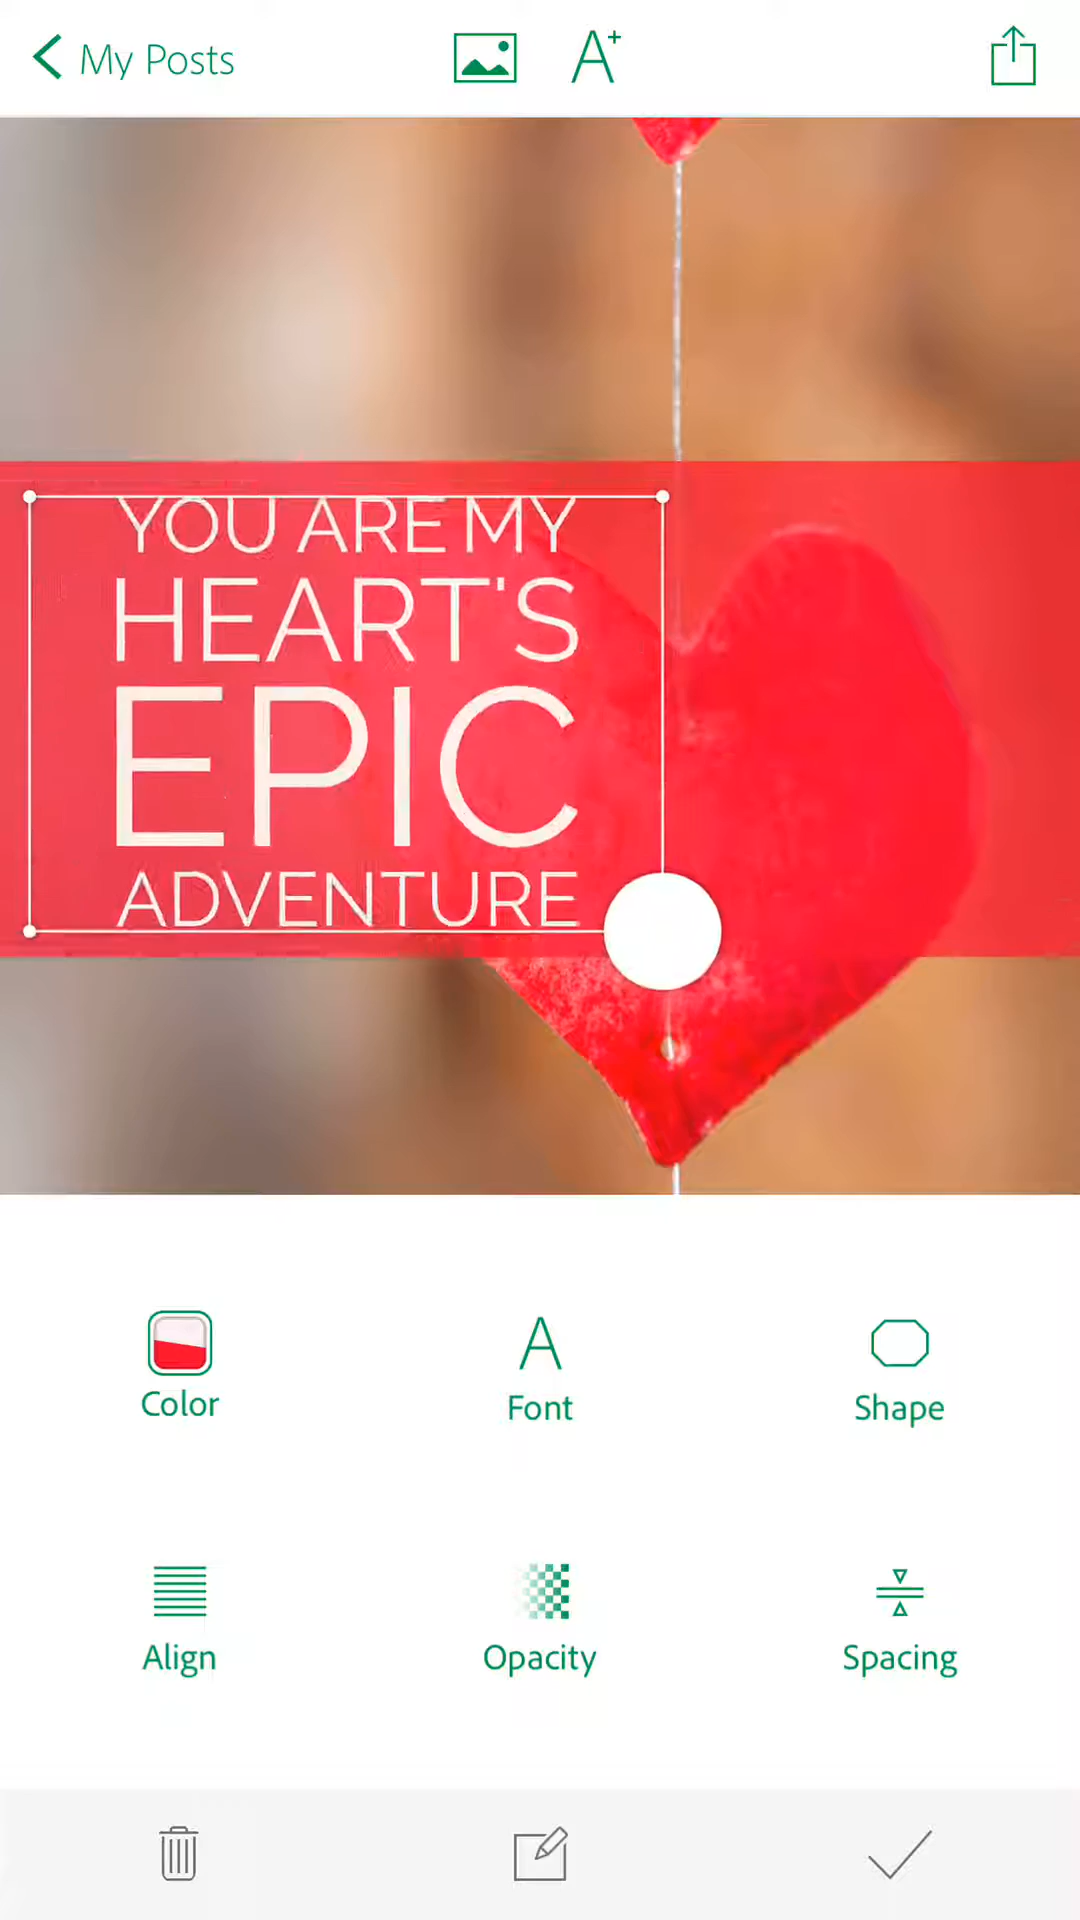 My Posts
YOU ARE MY
HEART'S
EPIC
ADVENTURE
Color
Font
Shape
Align
Opacity
Spacing